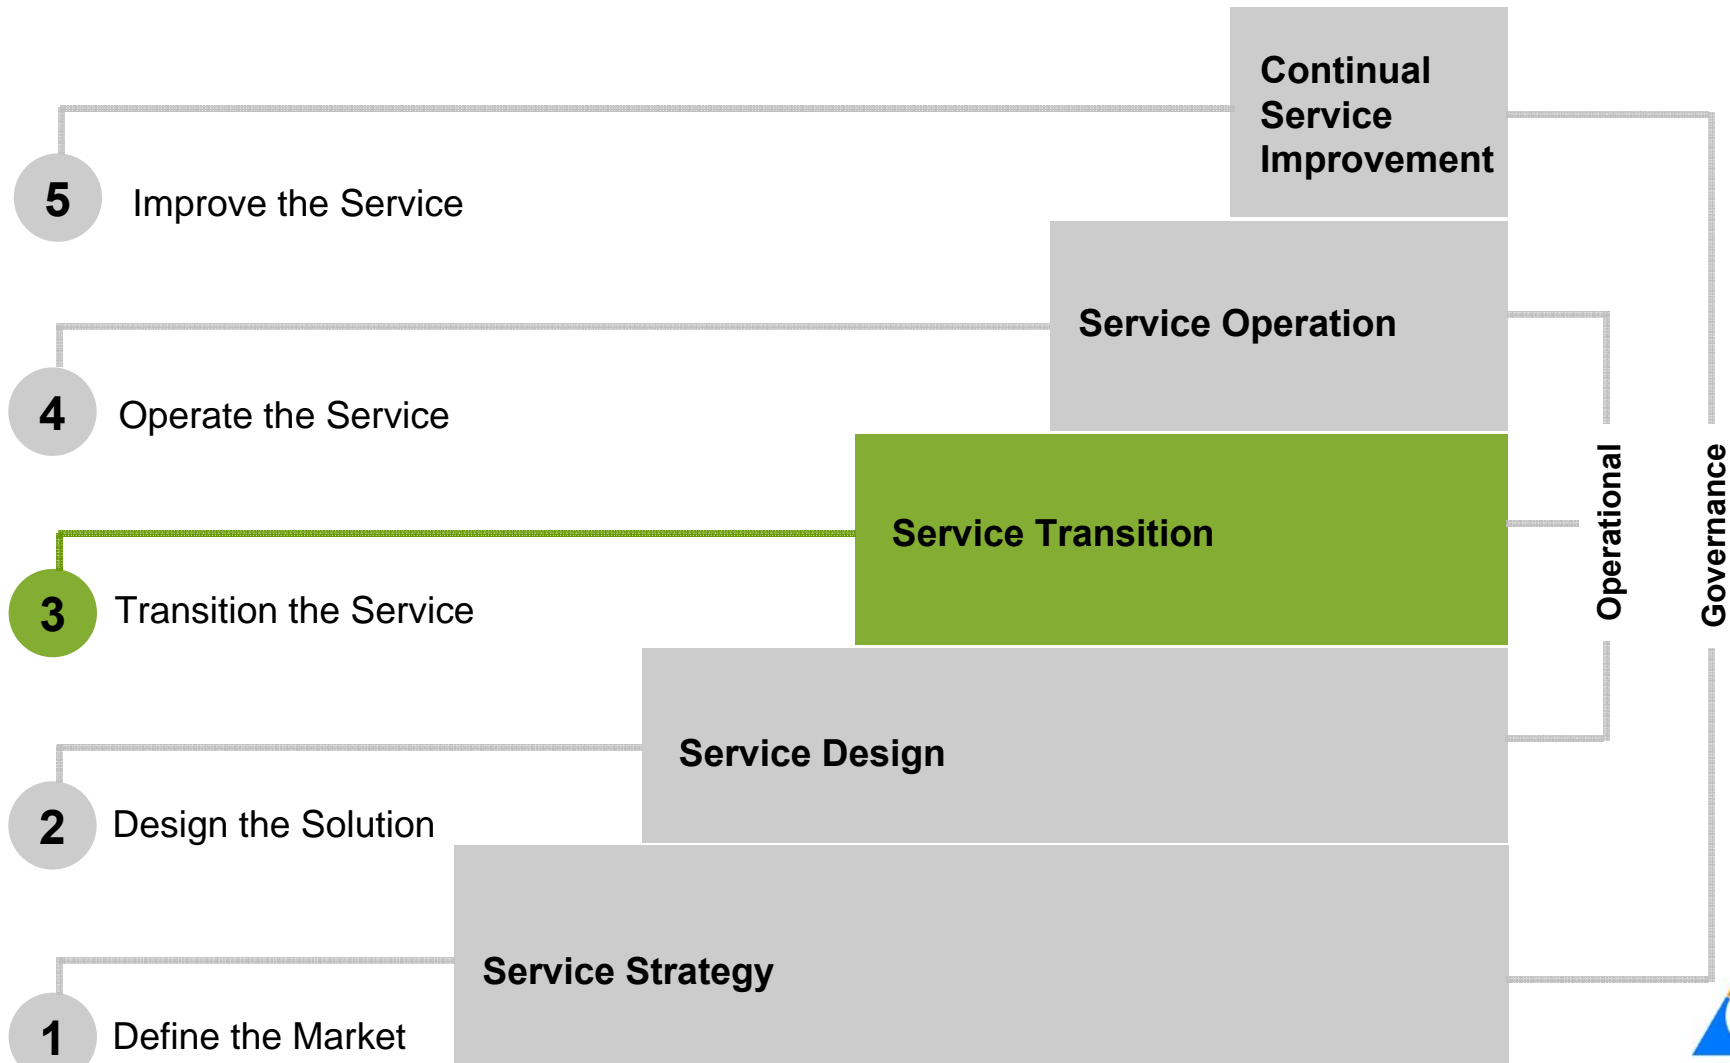 Continual
Service
Improvement
5
Improve the Service
Service Operation
4
Operate the Service
Operational
Governance
Service Transition
3
Transition the Service
Service Design
2
Design the Solution
Service Strategy
1
Define the Market